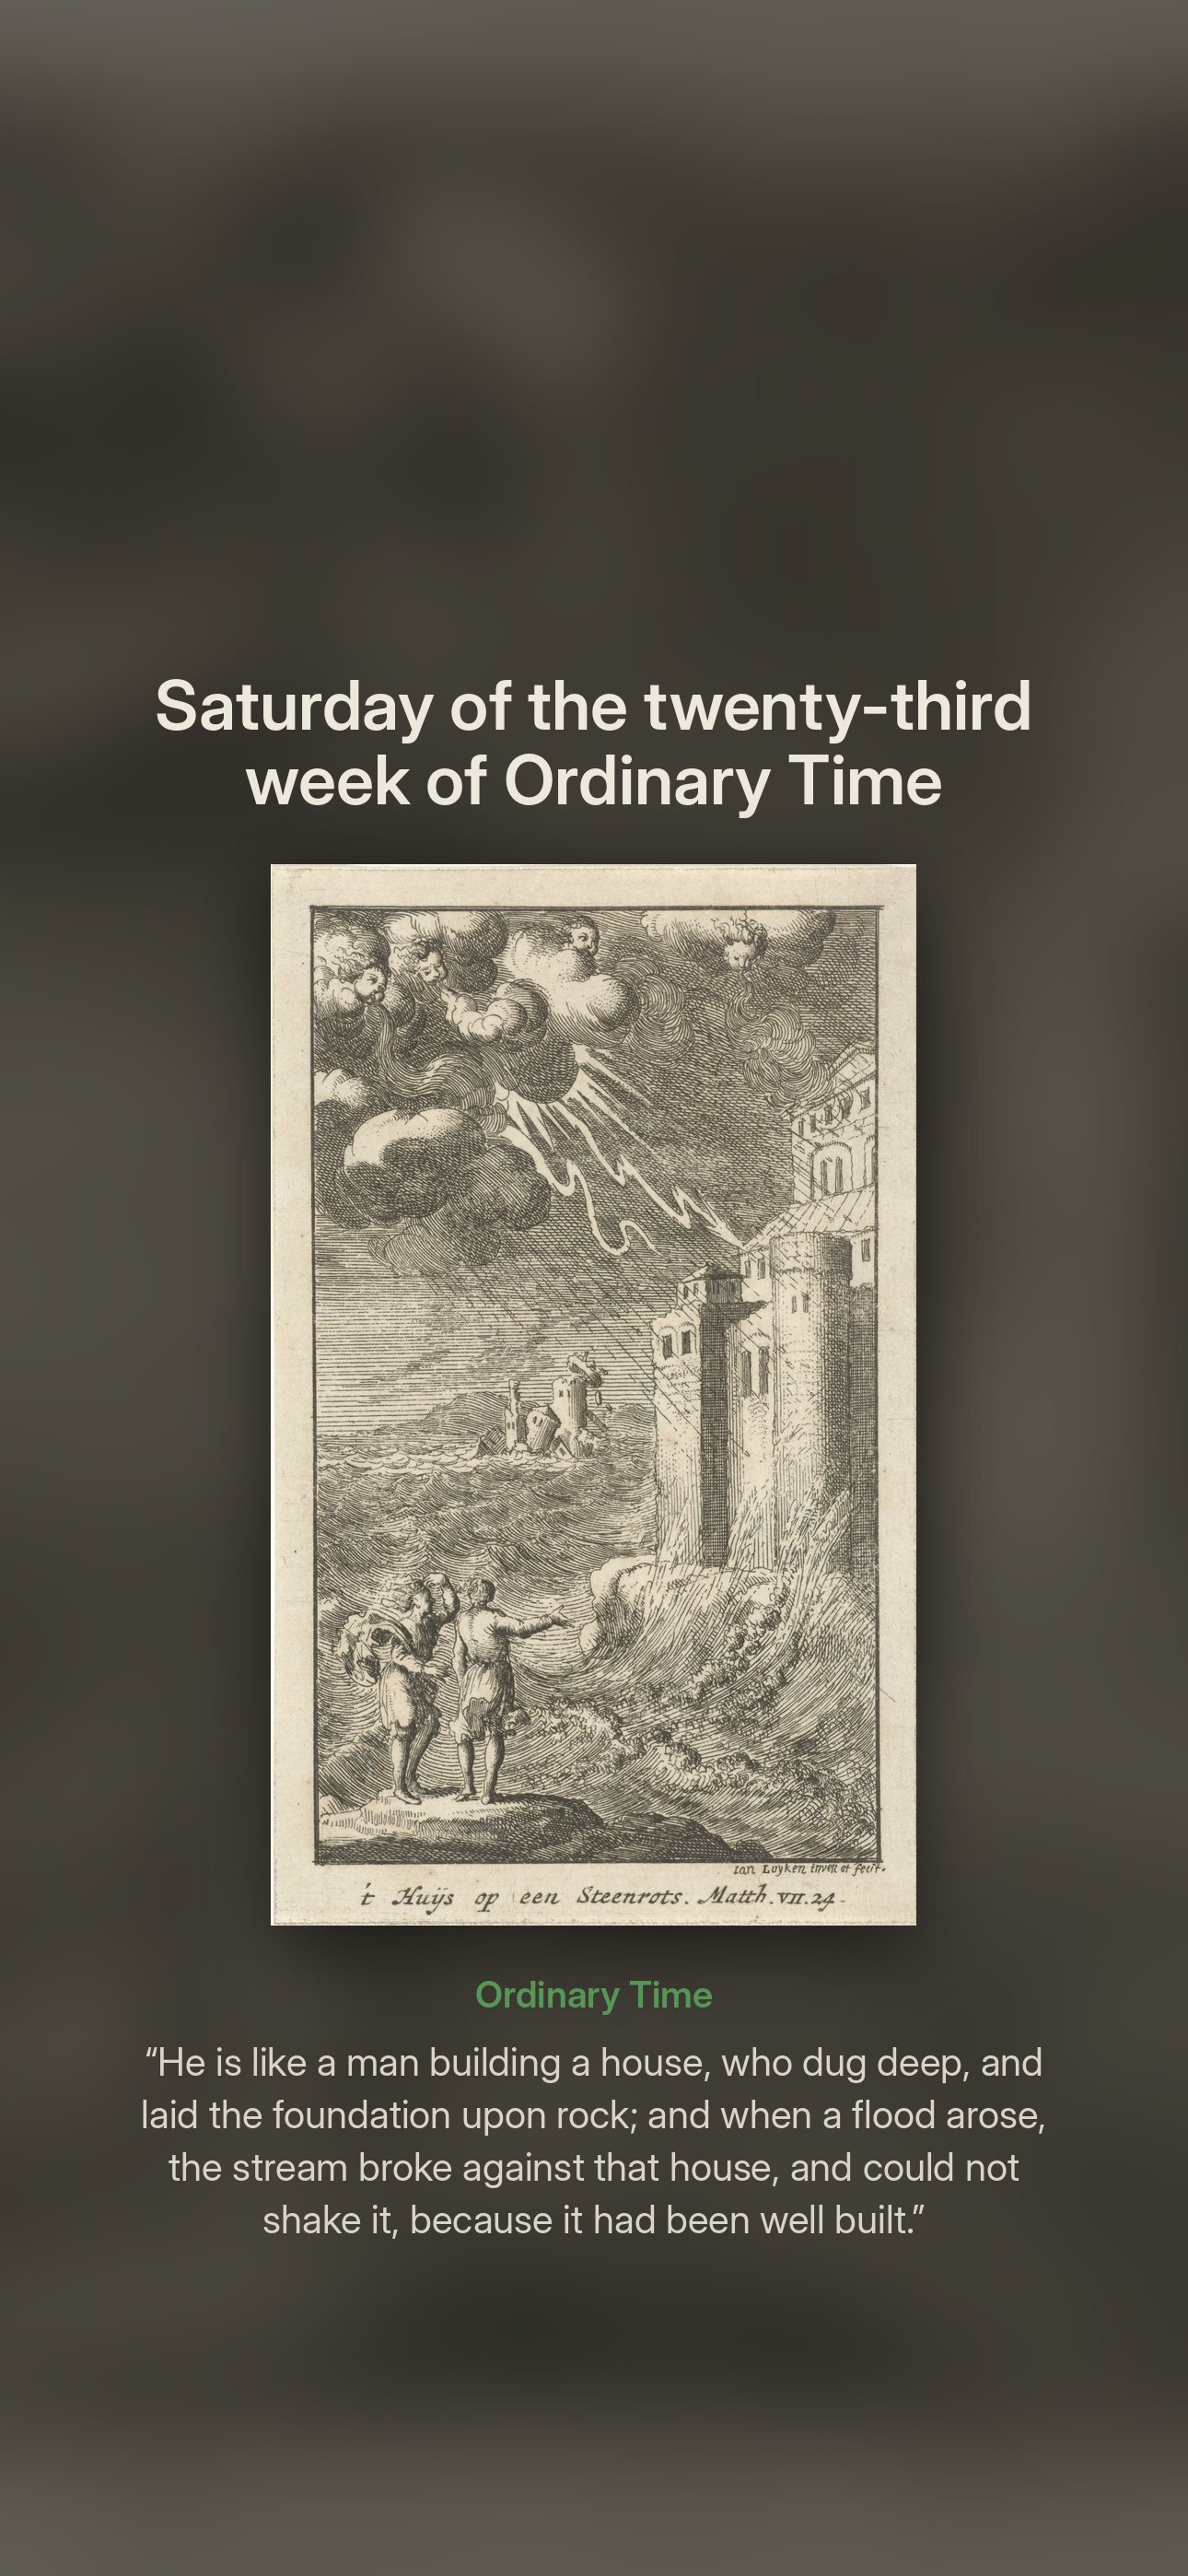 Saturday of the twenty-third
week of Ordinary Time
Ian Luyken inven et fecit.
't Huijs op een Steenrots. Matth. VII. 24.
Ordinary Time
“He is like a man building a house, who dug deep, and
laid the foundation upon rock; and when a flood arose,
the stream broke against that house, and could not
shake it, because it had been well built.”